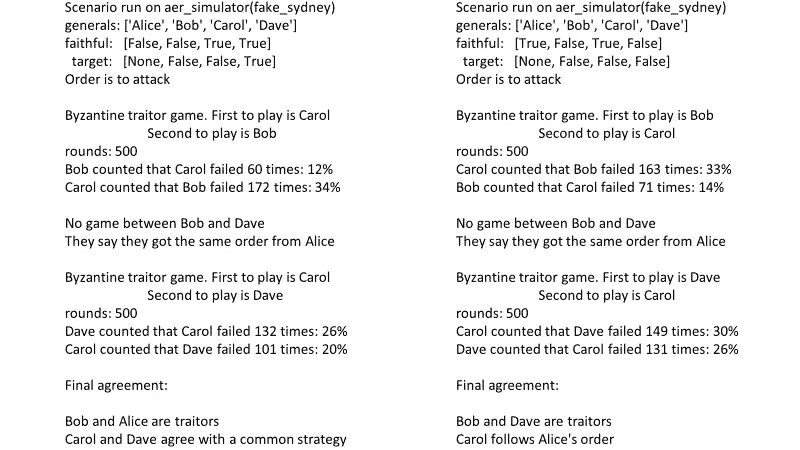 Scenario run on aer_simulator(fake_sydney)
generals: ['Alice', 'Bob', 'Carol', 'Dave']
faithful: [False, False, True, True]
target: [None, False, False, True]
Order is to attack
Byzantine traitor game. First to play is Carol
Second to play is Bob
rounds: 500
Bob counted that Carol failed 60 times: 12%
Carol counted that Bob failed 172 times: 34%
No game between Bob and Dave
They say they got the same order from Alice
Byzantine traitor game. First to play is Carol
Second to play is Dave
rounds: 500
Dave counted that Carol failed 132 times: 26%
Carol counted that Dave failed 101 times: 20%
Final agreement:
Bob and Alice are traitors
Carol and Dave agree with a common strategy
Scenario run on aer_simulator(fake_sydney)
generals: ['Alice', 'Bob', 'Carol', 'Dave']
faithful: [True, False, True, False]
target: [None, False, False, False]
Order is to attack
Byzantine traitor game. First to play is Bob
Second to play is Carol
rounds: 500
Carol counted that Bob failed 163 times: 33%
Bob counted that Carol failed 71 times: 14%
No game between Bob and Dave
They say they got the same order from Alice
Byzantine traitor game. First to play is Dave
Second to play is Carol
rounds: 500
Carol counted that Dave failed 149 times: 30%
Dave counted that Carol failed 131 times: 26%
Final agreement:
Bob and Dave are traitors
Carol follows Alice's order